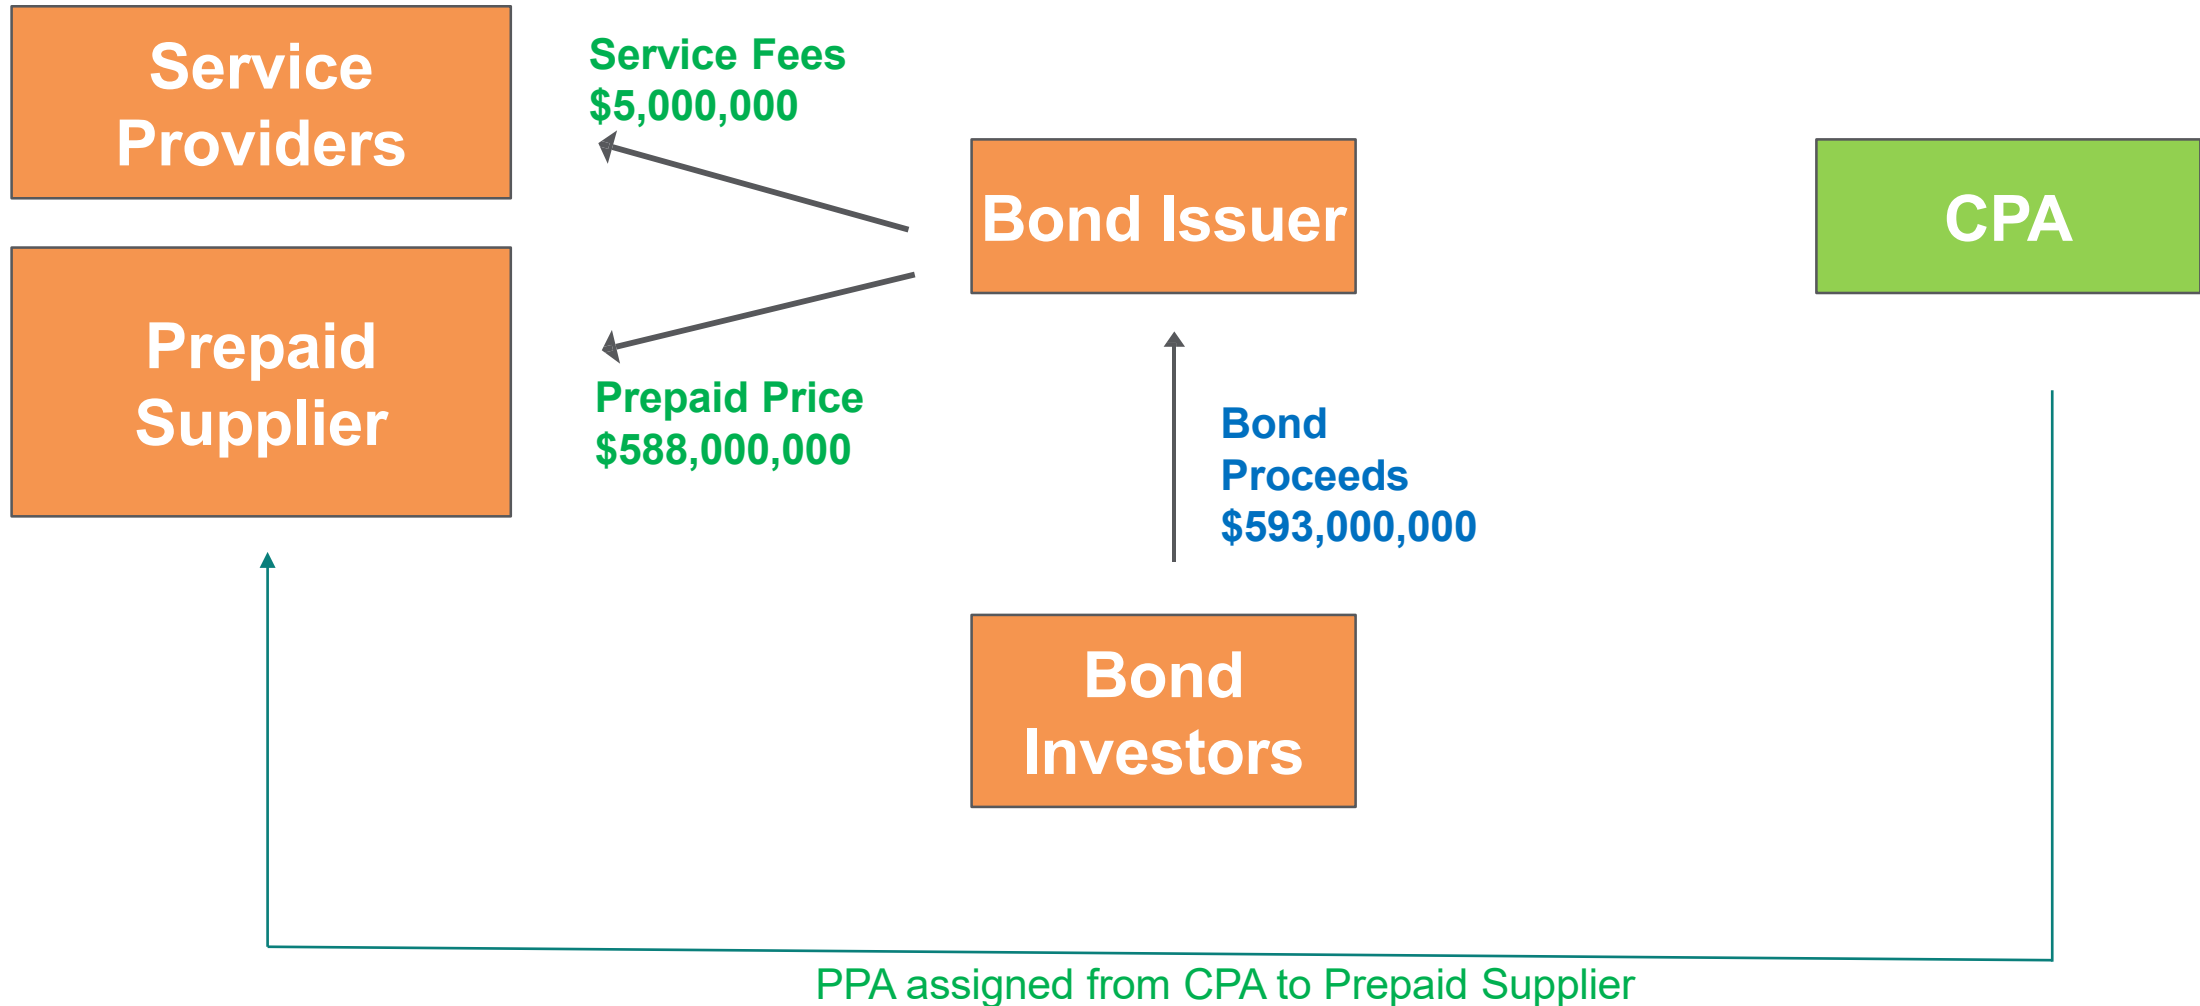 Service
Providers
Service Fees
$5,000,000
Bond Issuer
CPA
Prepaid
Supplier
Prepaid Price
$588,000,000
Bond
Proceeds
$593,000,000
Bond
Investors
PPA assigned from CPA to Prepaid Supplier